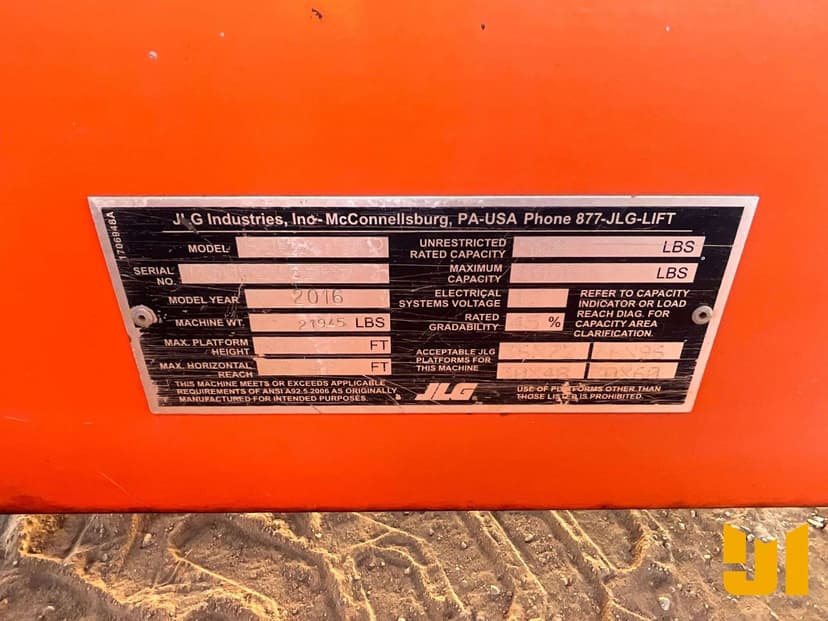 1706948A
JLG Industries, Inc- McConnellsburg, PA-USA Phone 877-JLG-LIFT
MODEL
SERIAL NO.
MODEL YEAR 2016
MACHINE WT. 21945 LBS
MAX. PLATFORM HEIGHT FT
MAX. HORIZONTAL REACH FT
THIS MACHINE MEETS OR EXCEEDS APPLICABLE
REQUIREMENTS OF ANSI A92.5.2006 AS ORIGINALLY
MANUFACTURED FOR INTENDED PURPOSES.
UNRESTRICTED
RATED CAPACITY LBS
MAXIMUM
CAPACITY LBS
ELECTRICAL
SYSTEMS VOLTAGE
RATED
GRADABILITY %
REFER TO CAPACITY
INDICATOR OR LOAD
REACH DIAG. FOR
CAPACITY AREA
CLARIFICATION.
ACCEPTABLE JLG
PLATFORMS FOR
THIS MACHINE
JLG
USE OF PLATFORMS OTHER THAN
THOSE LISTED IS PROHIBITED.